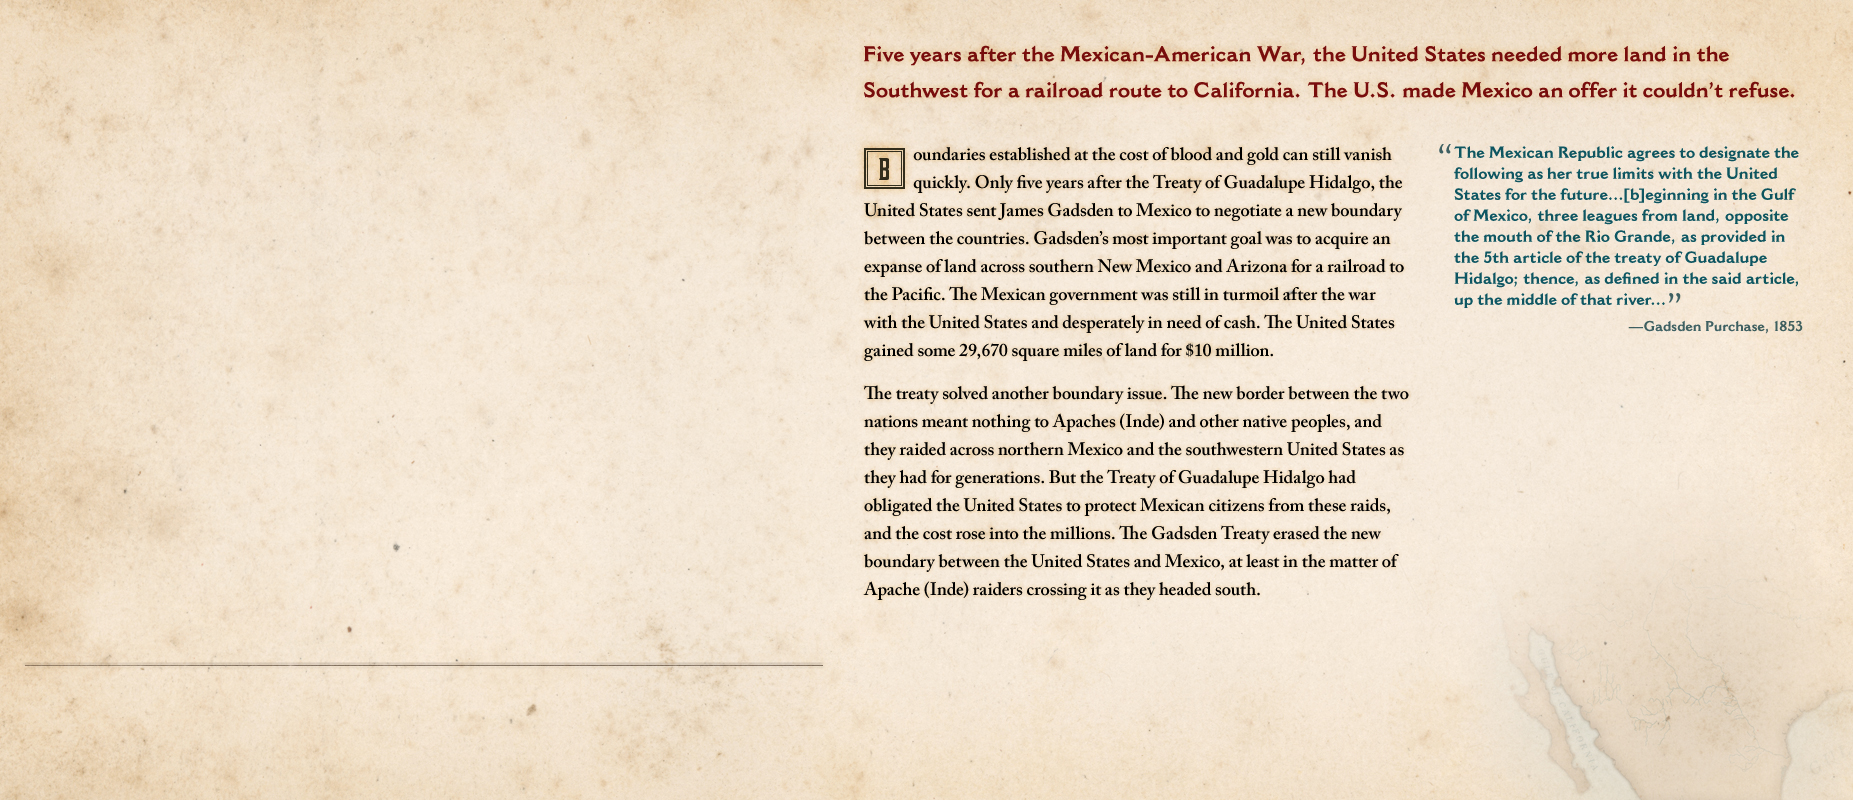 Five years after the Mexican-American War, the United States needed more land in the
Southwest for a railroad route to California. The U.S. made Mexico an offer it couldn’t refuse.
Boundaries established at the cost of blood and gold can still vanish
quickly. Only five years after the Treaty of Guadalupe Hidalgo, the
United States sent James Gadsden to Mexico to negotiate a new boundary
between the countries. Gadsden’s most important goal was to acquire an
expanse of land across southern New Mexico and Arizona for a railroad to
the Pacific. The Mexican government was still in turmoil after the war
with the United States and desperately in need of cash. The United States
gained some 29,670 square miles of land for $10 million.
The treaty solved another boundary issue. The new border between the two
nations meant nothing to Apaches (Inde) and other native peoples, and
they raided across northern Mexico and the southwestern United States as
they had for generations. But the Treaty of Guadalupe Hidalgo had
obligated the United States to protect Mexican citizens from these raids,
and the cost rose into the millions. The Gadsden Treaty erased the new
boundary between the United States and Mexico, at least in the matter of
Apache (Inde) raiders crossing it as they headed south.
“The Mexican Republic agrees to designate the
following as her true limits with the United
States for the future...[b]eginning in the Gulf
of Mexico, three leagues from land, opposite
the mouth of the Rio Grande, as provided in
the 5th article of the treaty of Guadalupe
Hidalgo; thence, as defined in the said article,
up the middle of that river...”
—Gadsden Purchase, 1853